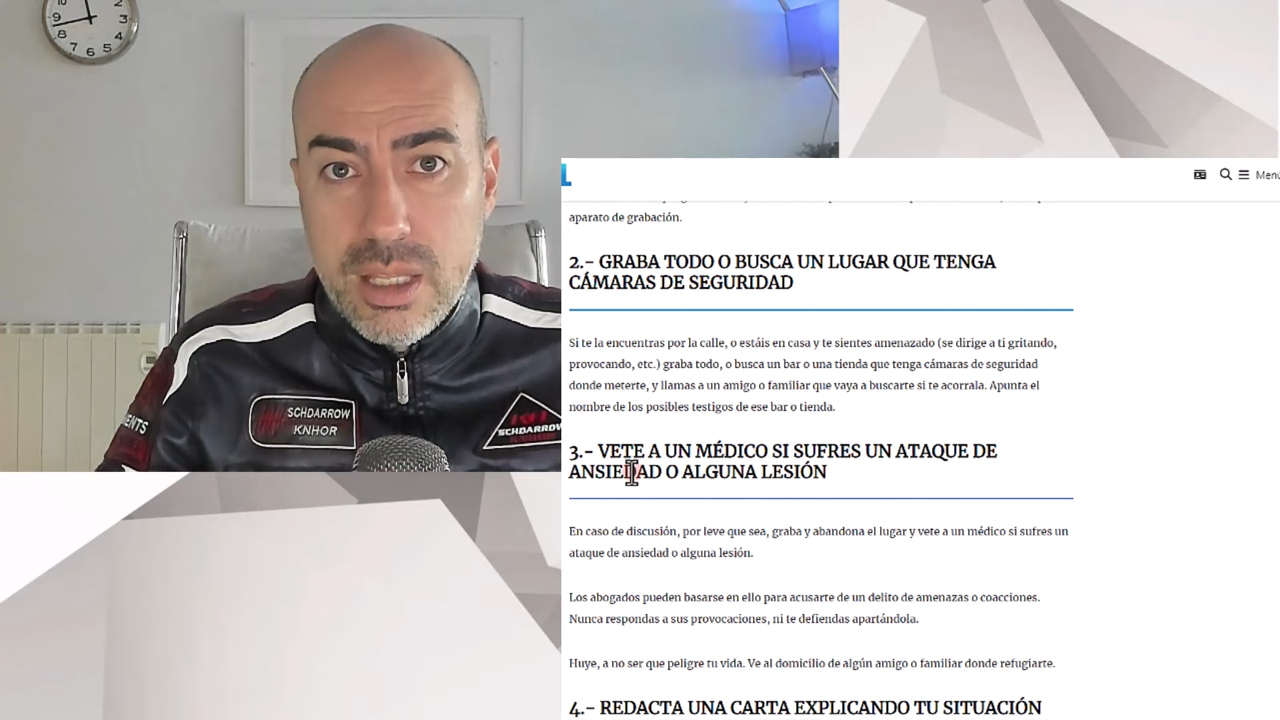 9
2
3
4
5
6
7
8
SCHDARROW
KNHOR
SCHDARROW
L
Menú
aparato de grabación.
2.- GRABA TODO O BUSCA UN LUGAR QUE TENGA
CÁMARAS DE SEGURIDAD
Si te la encuentras por la calle, o estáis en casa y te sientes amenazado (se dirige a ti gritando,
provocando, etc.) graba todo, o busca un bar o una tienda que tenga cámaras de seguridad
donde meterte, y llamas a un amigo o familiar que vaya a buscarte si te acorrala. Apunta el
nombre de los posibles testigos de ese bar o tienda.
3.- VETE A UN MÉDICO SI SUFRES UN ATAQUE DE
ANSIEDAD O ALGUNA LESIÓN
En caso de discusión, por leve que sea, graba y abandona el lugar y vete a un médico si sufres un
ataque de ansiedad o alguna lesión.
Los abogados pueden basarse en ello para acusarte de un delito de amenazas o coacciones.
Nunca respondas a sus provocaciones, ni te defiendas apartándola.
Huye, a no ser que peligre tu vida. Ve al domicilio de algún amigo o familiar donde refugiarte.
4.- REDACTA UNA CARTA EXPLICANDO TU SITUACIÓN